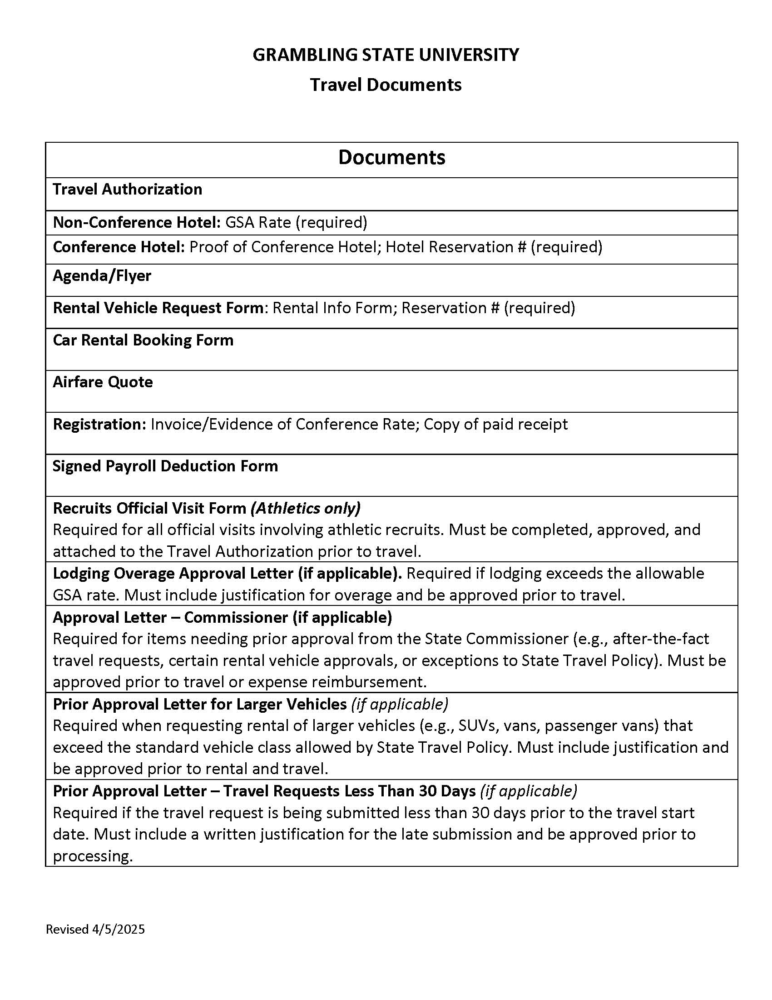 GRAMBLING STATE UNIVERSITY
Travel Documents
Documents
Travel Authorization
Non-Conference Hotel: GSA Rate (required)
Conference Hotel: Proof of Conference Hotel; Hotel Reservation # (required)
Agenda/Flyer
Rental Vehicle Request Form: Rental Info Form; Reservation # (required)
Car Rental Booking Form
Airfare Quote
Registration: Invoice/Evidence of Conference Rate; Copy of paid receipt
Signed Payroll Deduction Form
Recruits Official Visit Form (Athletics only)
Required for all official visits involving athletic recruits. Must be completed, approved, and
attached to the Travel Authorization prior to travel.
Lodging Overage Approval Letter (if applicable). Required if lodging exceeds the allowable
GSA rate. Must include justification for overage and be approved prior to travel.
Approval Letter – Commissioner (if applicable)
Required for items needing prior approval from the State Commissioner (e.g., after-the-fact
travel requests, certain rental vehicle approvals, or exceptions to State Travel Policy). Must be
approved prior to travel or expense reimbursement.
Prior Approval Letter for Larger Vehicles (if applicable)
Required when requesting rental of larger vehicles (e.g., SUVs, vans, passenger vans) that
exceed the standard vehicle class allowed by State Travel Policy. Must include justification and
be approved prior to rental and travel.
Prior Approval Letter – Travel Requests Less Than 30 Days (if applicable)
Required if the travel request is being submitted less than 30 days prior to the travel start
date. Must include a written justification for the late submission and be approved prior to
processing.
Revised 4/5/2025